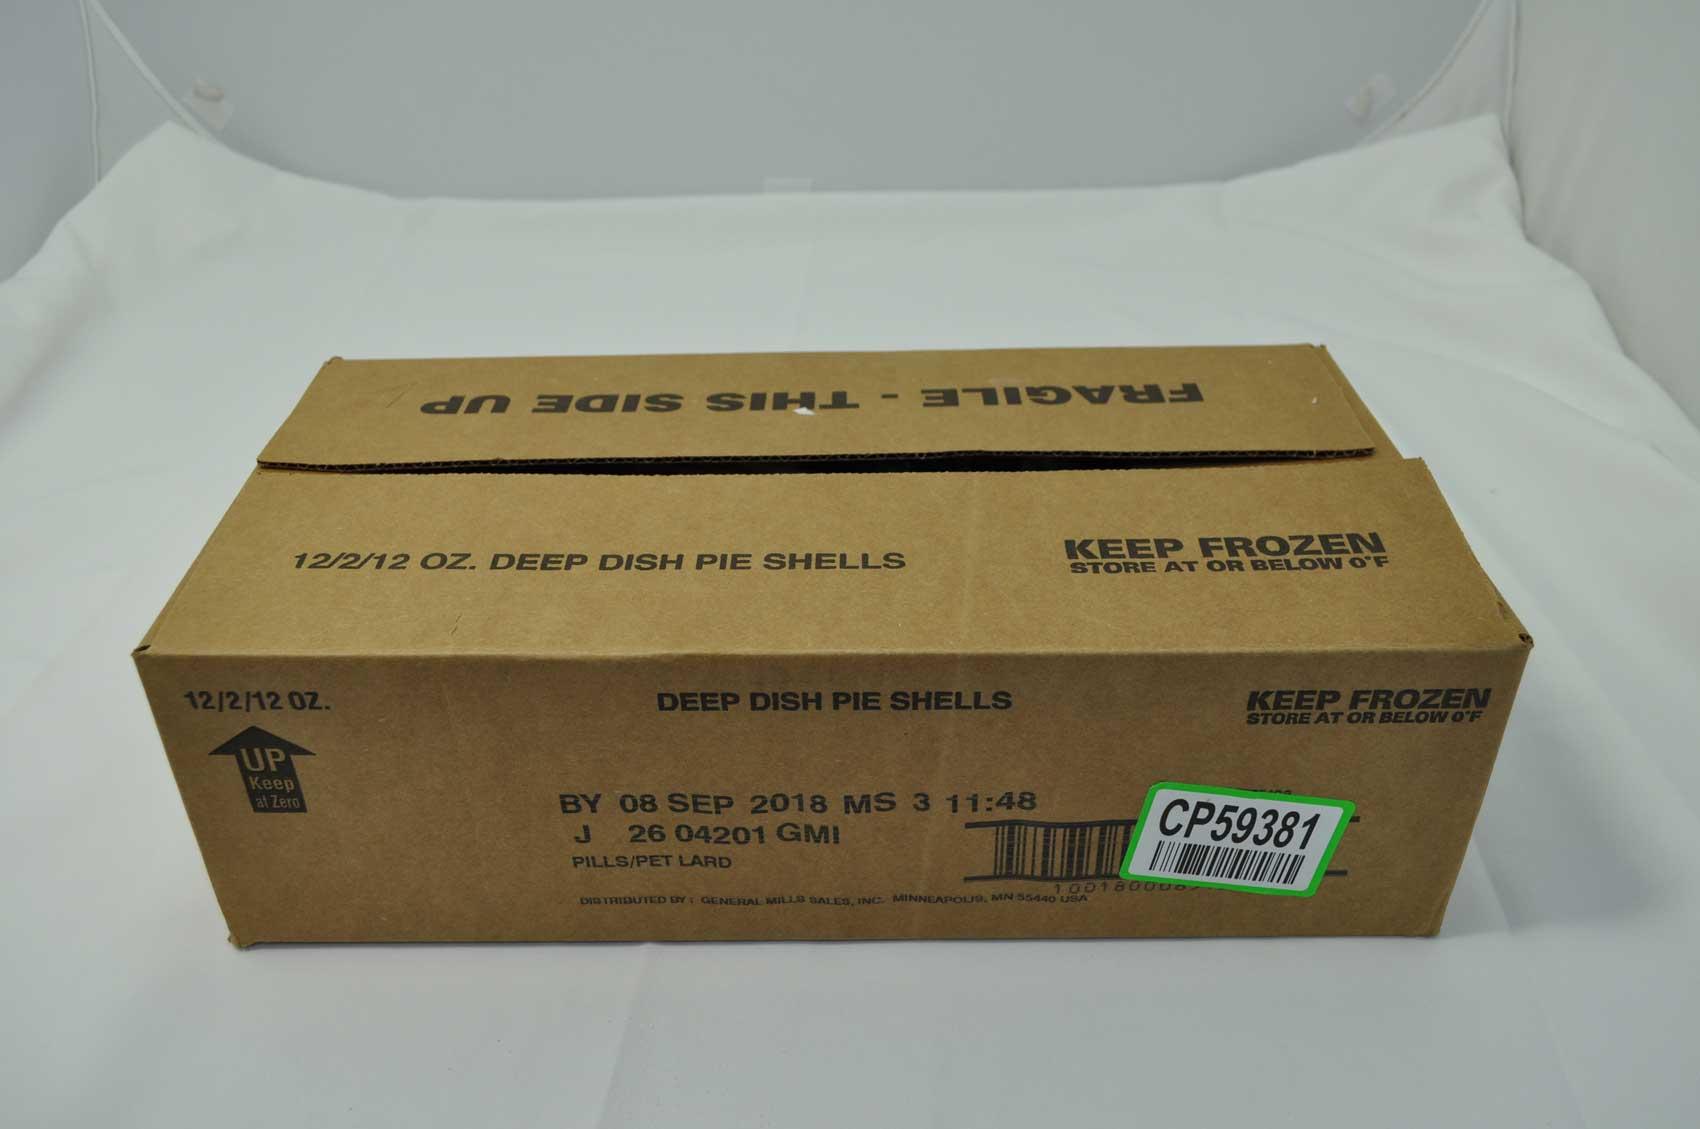 FRAGILE - THIS SIDE UP
12/2/12 OZ. DEEP DISH PIE SHELLS
KEEP FROZEN
STORE AT OR BELOW 0°F
12/2/12 OZ.
DEEP DISH PIE SHELLS
KEEP FROZEN
STORE AT OR BELOW 0°F
UP
Keep
at Zero
BY 08 SEP 2018 MS 3 11:48
J 26 04201 GMI
PILLS/PET LARD
CP59381
DISTRIBUTED BY: GENERAL MILLS SALES, INC. MINNEAPOLIS, MN 55440 USA